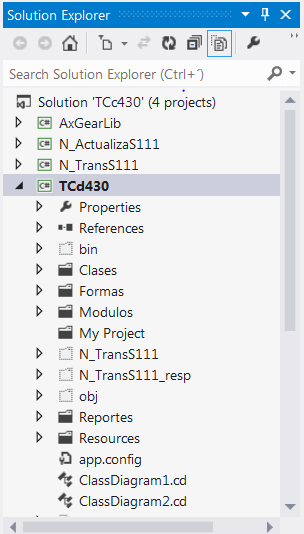 Solution Explorer
Search Solution Explorer (Ctrl+´)
Solution 'TCc430' (4 projects)
AxGearLib
N_ActualizaS111
N_TransS111
TCd430
Properties
References
bin
Clases
Formas
Modulos
My Project
N_TransS111
N_TransS111_resp
obj
Reportes
Resources
app.config
ClassDiagram1.cd
ClassDiagram2.cd